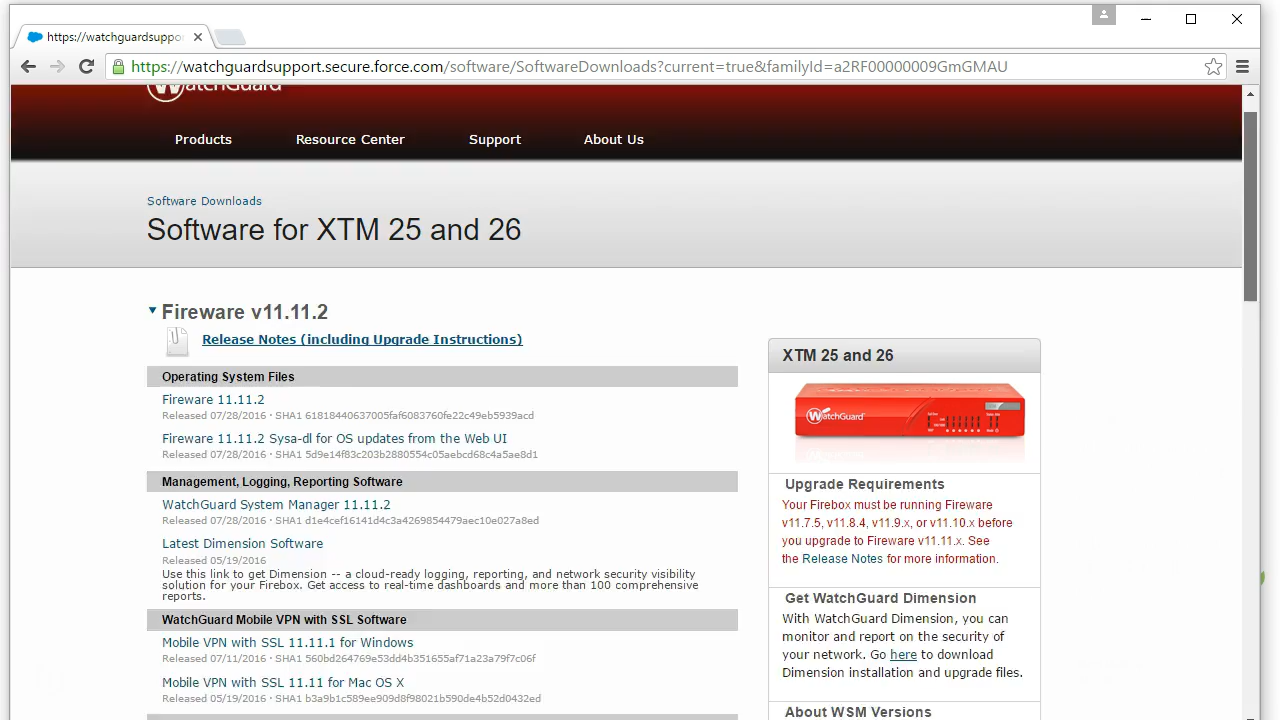 https://watchguardsuppor
https://watchguardsupport.secure.force.com/software/SoftwareDownloads?current=true&familyId=a2RF00000009GmGMAU
WatchGuard
Products
Resource Center
Support
About Us
Software Downloads
Software for XTM 25 and 26
Fireware v11.11.2
Release Notes (including Upgrade Instructions)
Operating System Files
Fireware 11.11.2
Released 07/28/2016 · SHA1 61818440637005faf6083760fe22c49eb5939acd
Fireware 11.11.2 Sysa-dl for OS updates from the Web UI
Released 07/28/2016 · SHA1 5d9e14f83c203b2880554c05aebcd68c4a5ae8d1
Management, Logging, Reporting Software
WatchGuard System Manager 11.11.2
Released 07/28/2016 · SHA1 d1e4cef16141d4c3a4269854479aec10e027a8ed
Latest Dimension Software
Released 05/19/2016
Use this link to get Dimension -- a cloud-ready logging, reporting, and network security visibility
solution for your Firebox. Get access to real-time dashboards and more than 100 comprehensive
reports.
WatchGuard Mobile VPN with SSL Software
Mobile VPN with SSL 11.11.1 for Windows
Released 07/11/2016 · SHA1 560bd264769e53dd4b351655af71a23a79f7c06f
Mobile VPN with SSL 11.11 for Mac OS X
Released 05/19/2016 · SHA1 b3a9b1c589ee909d8f98021b590de4b52d0432ed
XTM 25 and 26
WatchGuard
Upgrade Requirements
Your Firebox must be running Fireware
v11.7.5, v11.8.4, v11.9.x, or v11.10.x before
you upgrade to Fireware v11.11.x. See
the Release Notes for more information.
Get WatchGuard Dimension
With WatchGuard Dimension, you can
monitor and report on the security of
your network. Go here to download
Dimension installation and upgrade files.
About WSM Versions